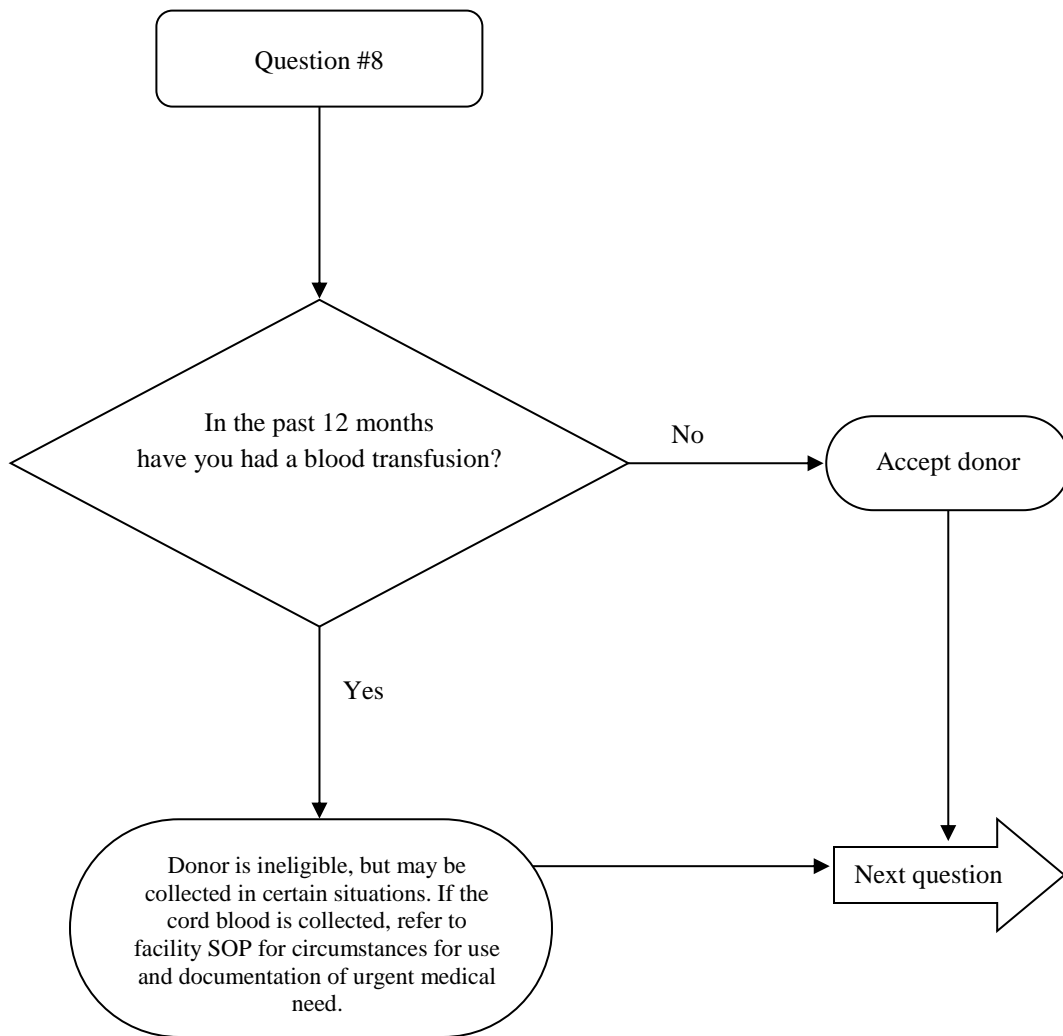 Question #8
In the past 12 months
have you had a blood transfusion?
No
Accept donor
Yes
Donor is ineligible, but may be
collected in certain situations. If the
cord blood is collected, refer to
facility SOP for circumstances for use
and documentation of urgent medical
need.
Next question